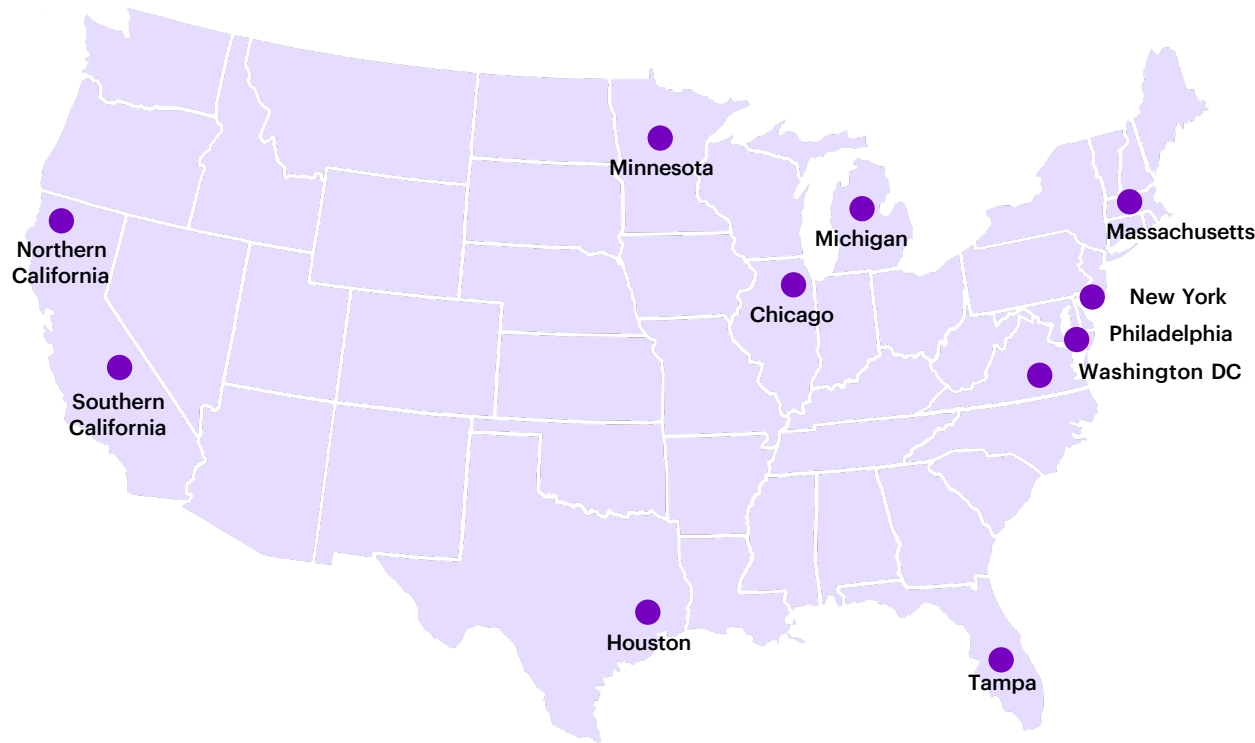 Minnesota
Massachusetts
Michigan
Northern
California
New York
Chicago
Philadelphia
Washington DC
Southern
California
Houston
Tampa